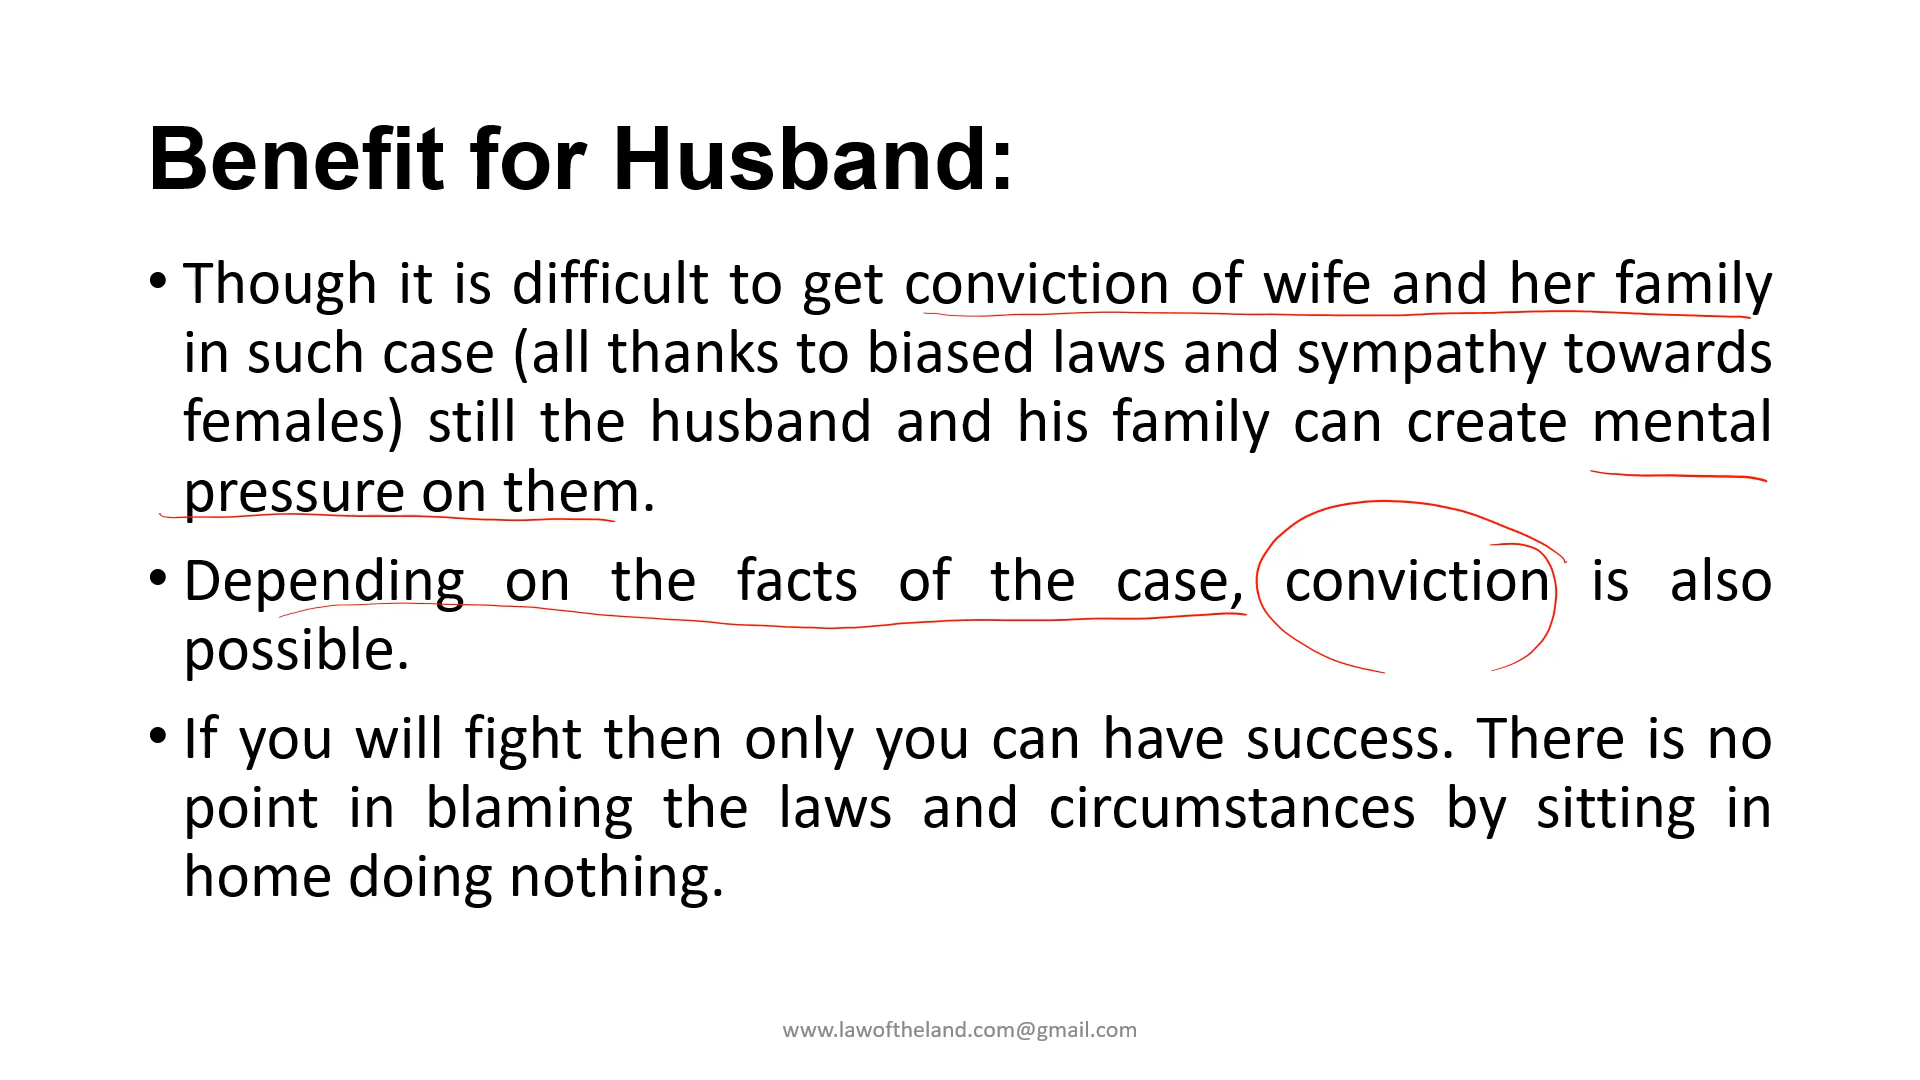 Benefit for Husband:
• Though it is difficult to get conviction of wife and her family
in such case (all thanks to biased laws and sympathy towards
females) still the husband and his family can create mental
pressure on them.
• Depending on the facts of the case, conviction is also
possible.
• If you will fight then only you can have success. There is no
point in blaming the laws and circumstances by sitting in
home doing nothing.
www.lawoftheland.com@gmail.com